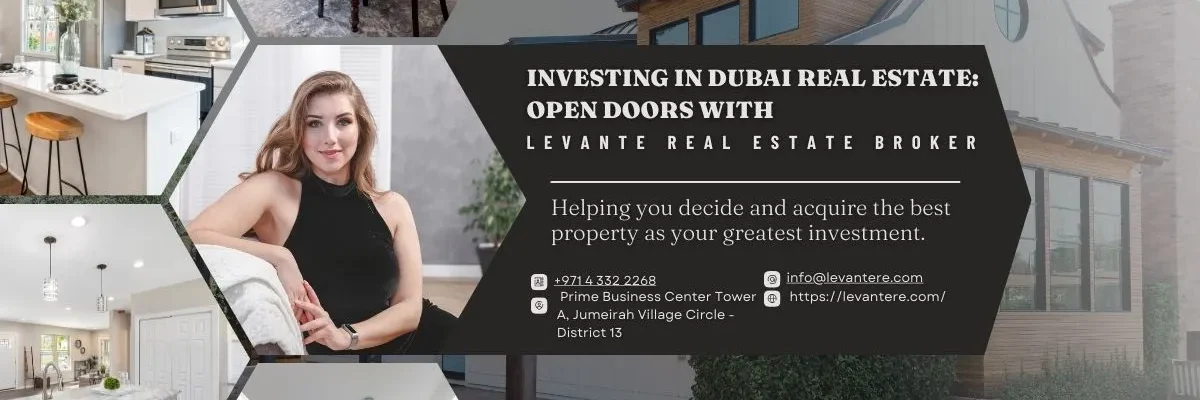 INVESTING IN DUBAI REAL ESTATE:
OPEN DOORS WITH
LEVANTE REAL ESTATE BROKER
Helping you decide and acquire the best
property as your greatest investment.
+971 4 332 2268
Prime Business Center Tower
A, Jumeirah Village Circle -
District 13
info@levantere.com
https://levantere.com/